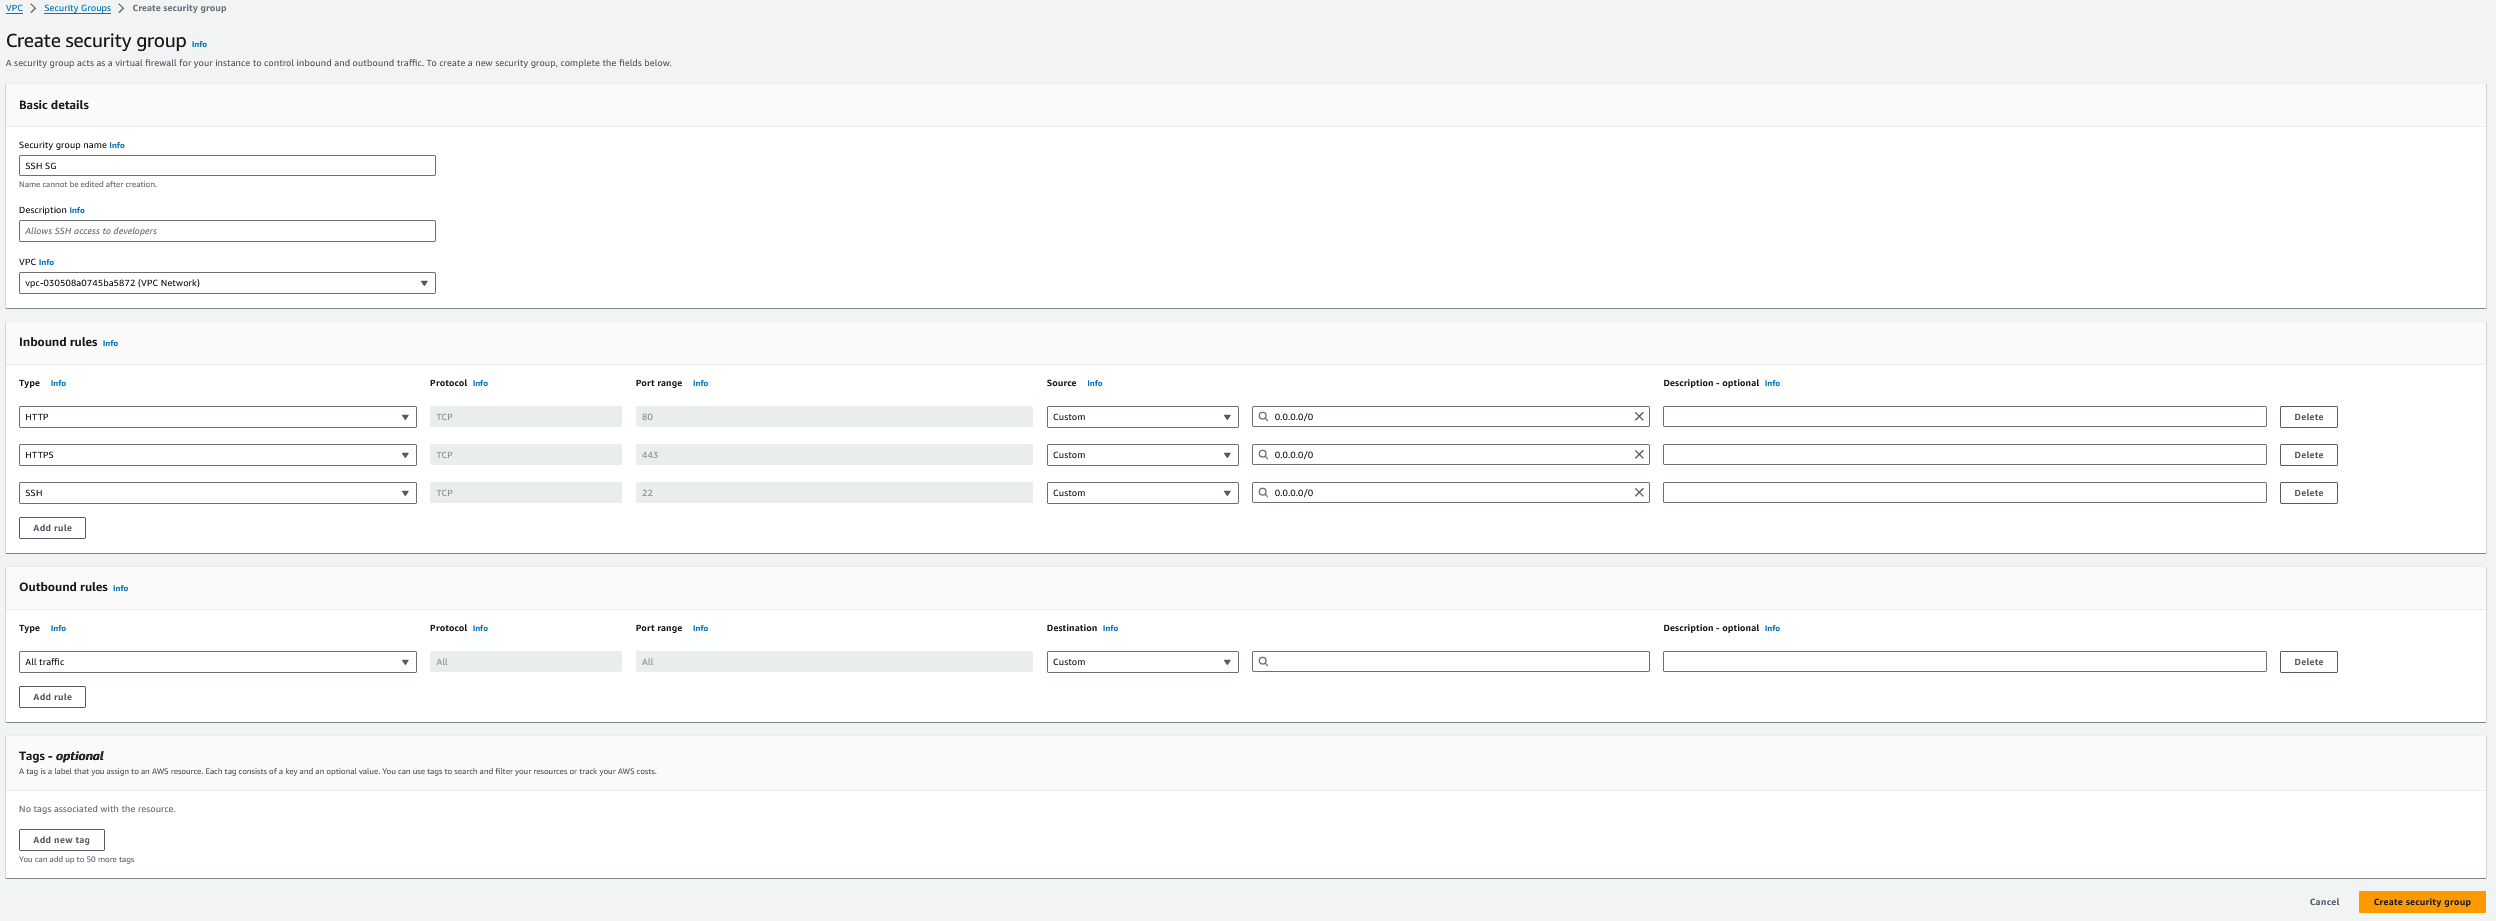 VPC > Security Groups > Create security group
Create security group Info
A security group acts as a virtual firewall for your instance to control inbound and outbound traffic. To create a new security group, complete the fields below.
Basic details
Security group name Info
SSH SG
Name cannot be edited after creation.
Description Info
Allows SSH access to developers
VPC Info
vpc-030508a0745ba5872 (VPC Network)
Inbound rules Info
Type Info Protocol Info Port range Info Source Info Description - optional Info
HTTP TCP 80 Custom 0.0.0.0/0 Delete
HTTPS TCP 443 Custom 0.0.0.0/0 Delete
SSH TCP 22 Custom 0.0.0.0/0 Delete
Add rule
Outbound rules Info
Type Info Protocol Info Port range Info Destination Info Description - optional Info
All traffic All All Custom Delete
Add rule
Tags - optional
A tag is a label that you assign to an AWS resource. Each tag consists of a key and an optional value. You can use tags to search and filter your resources or track your AWS costs.
No tags associated with the resource.
Add new tag
You can add up to 50 more tags
Cancel Create security group